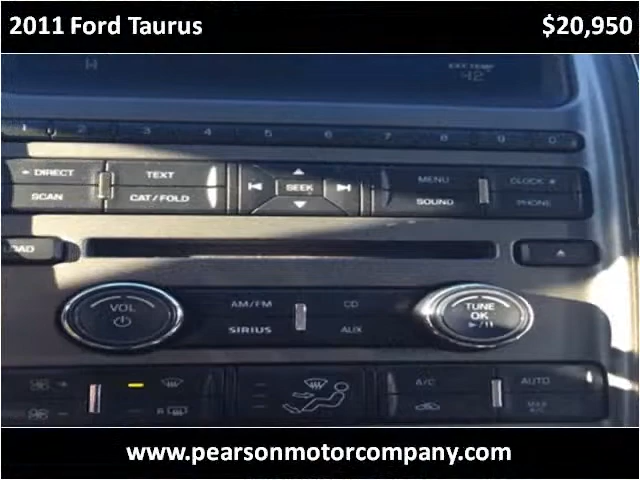 2011 Ford Taurus $20,950
W EXT TEMP
42°
1 2 3 4 5 6 7 8 9 0
DIRECT TEXT SEEK MENU CLOCK
SCAN CAT/FOLD SOUND PHONE
LOAD
VOL AM/FM CD TUNE
SIRIUS AUX OK
A/C AUTO
R MAX
A/C
www.pearsonmotorcompany.com